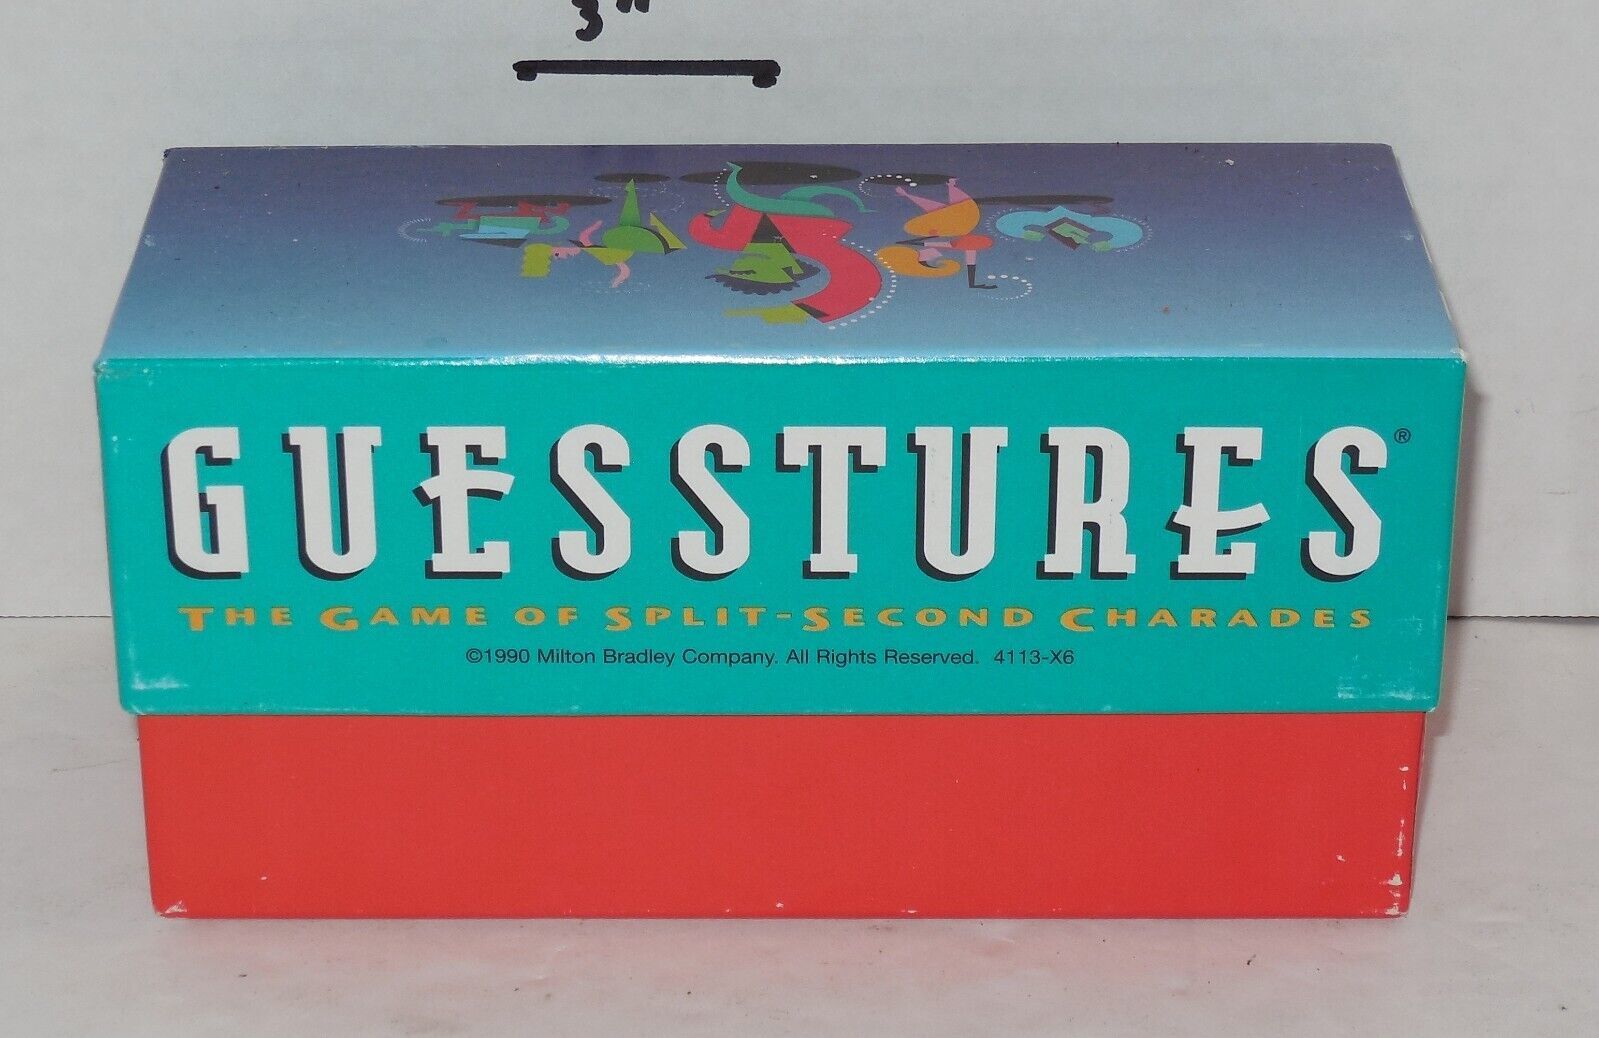 3"
GUESSTURES®
THE GAME OF SPLIT-SECOND CHARADES
©1990 Milton Bradley Company. All Rights Reserved. 4113-X6